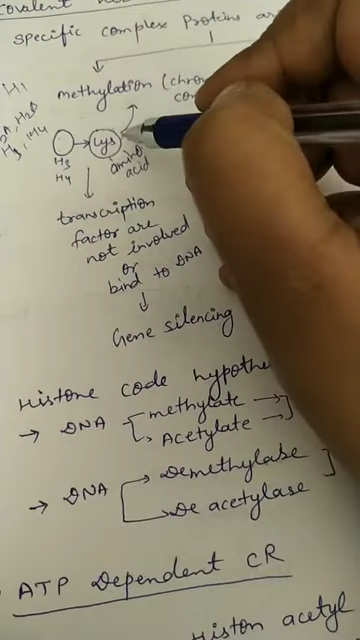 covalent
specific complex Proteins are
H1
methylation (chro
con
H2A, H2B
H3, H4
Lys
H3
H4
amino
acid
transcription
factor are
not involved
or
bind to DNA
Gene silencing
Histone code hypothe
→ DNA methylate →
Acetylate →
→ DNA Demethylase
De acetylase
ATP Dependent CR
Histon acetyl